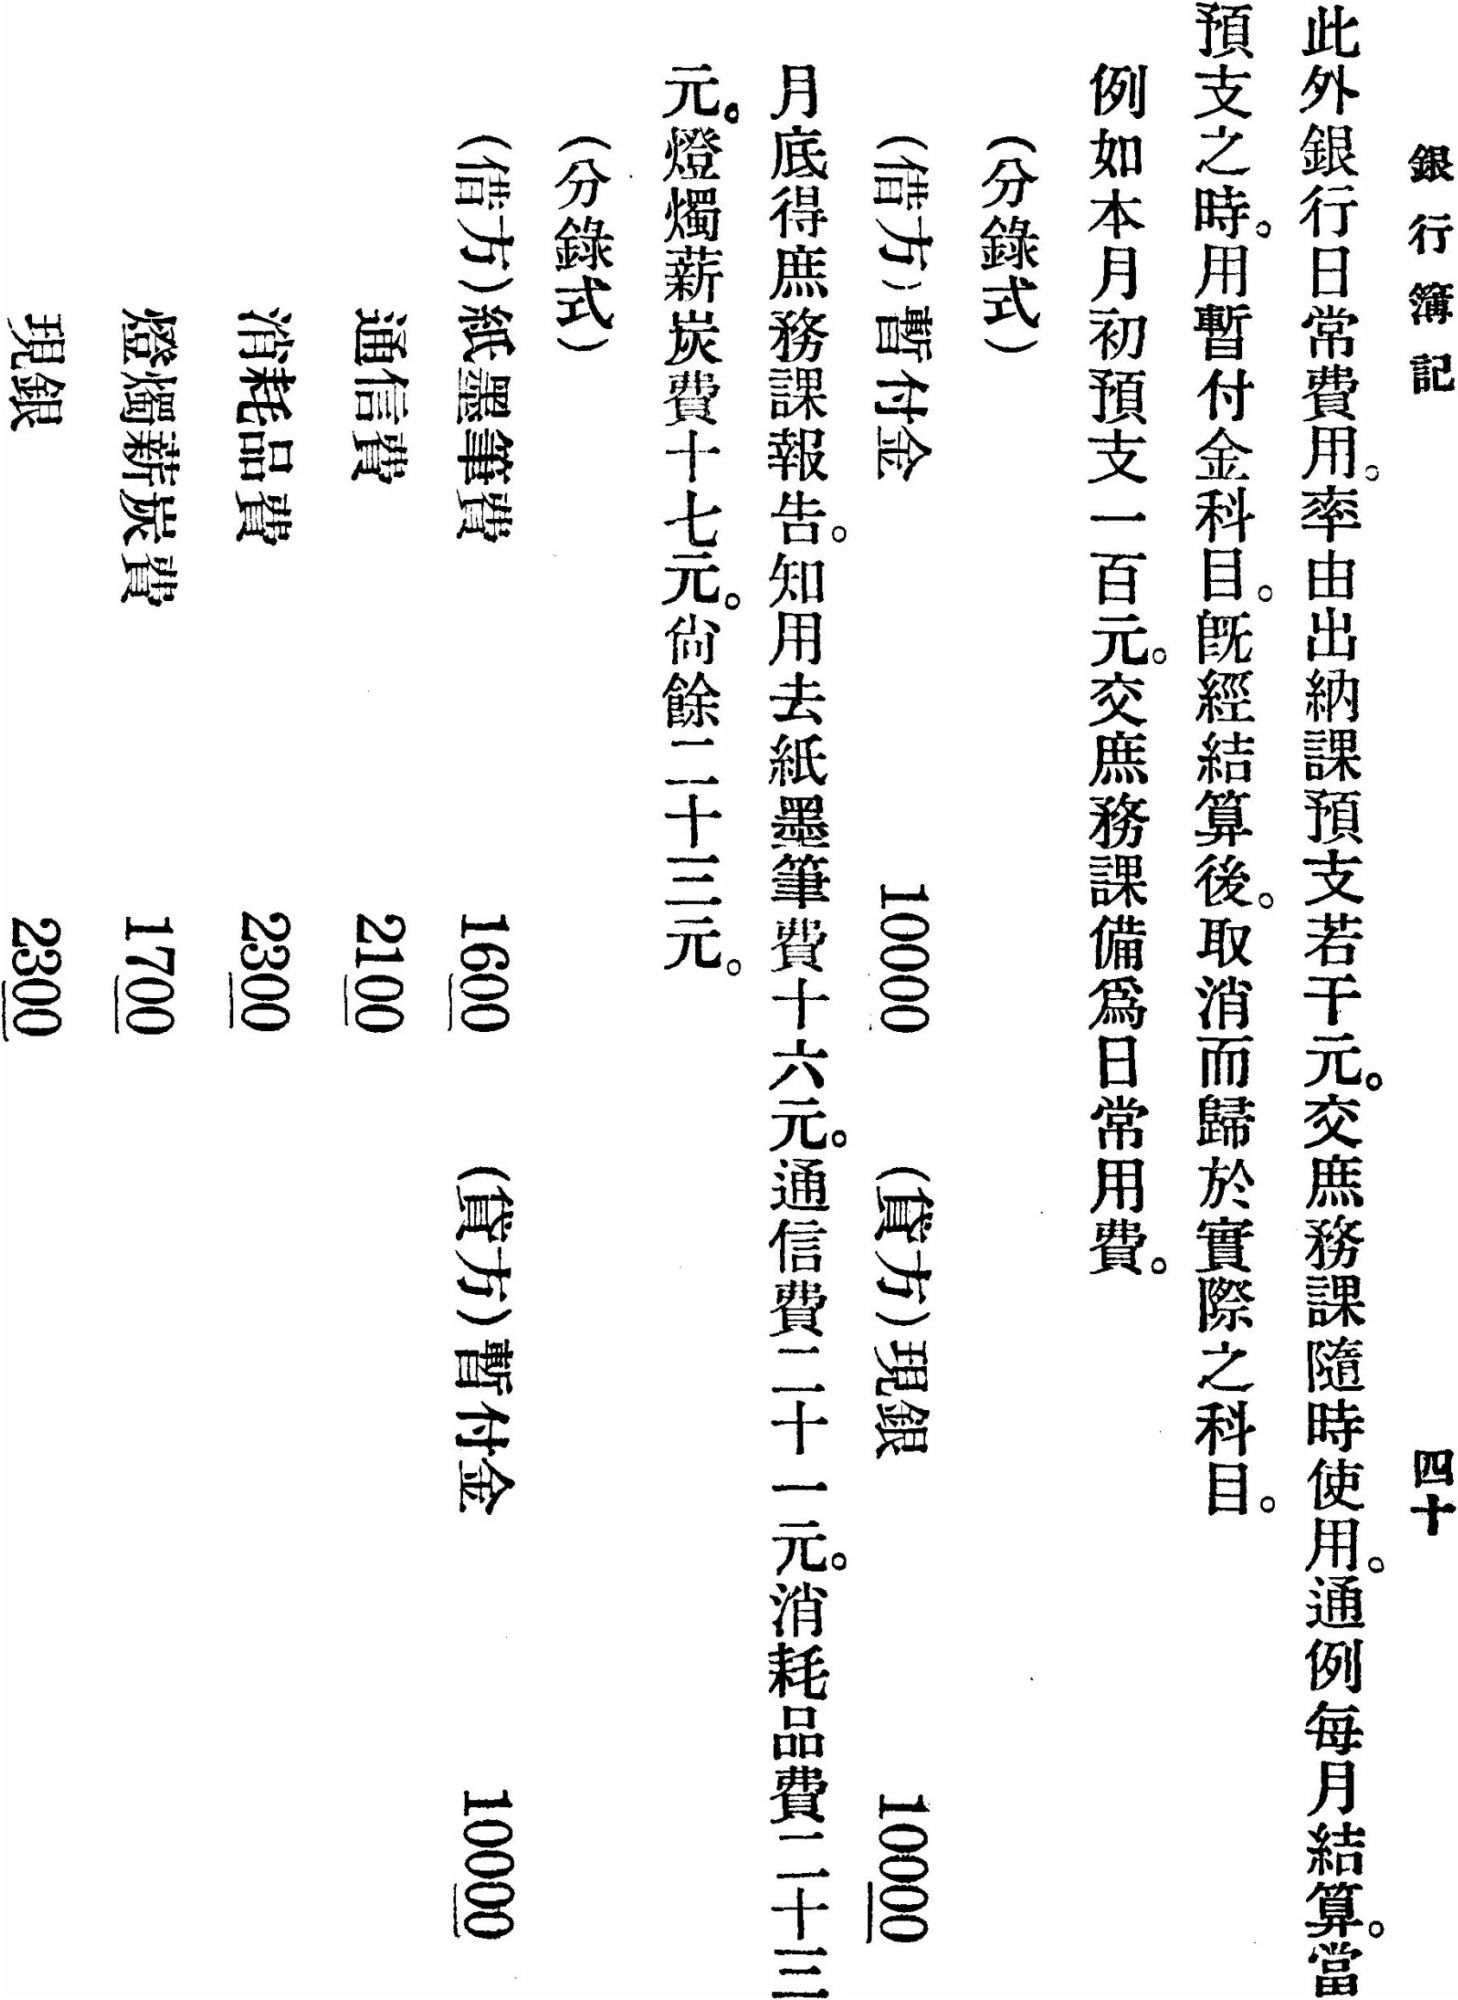 銀行簿記 四十
此外銀行日常費用。率由出納課預支若干元。交庶務課隨時使用。通例每月結算。當
預支之時。用暫付金科目。旣經結算後。取消而歸於實際之科目。
例如本月初預支一百元。交庶務課備爲日常用費。
(分錄式)
(借方)暫付金 10000 (貸方)現銀 10000
月底得庶務課報告。知用去紙墨筆費十六元。通信費二十一元。消耗品費二十三
元。燈燭薪炭費十七元。尙餘二十三元。
(分錄式)
(借方)紙墨筆費 1600 (貸方)暫付金 10000
通信費 2100
消耗品費 2300
燈燭薪炭費 1700
現銀 2300